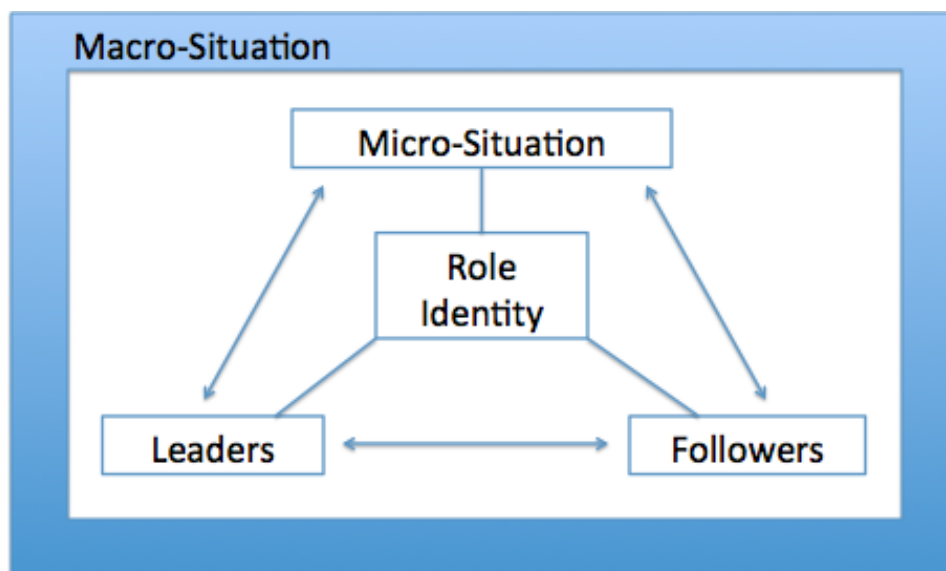 Macro-Situation
Micro-Situation
Role
Identity
Leaders
Followers